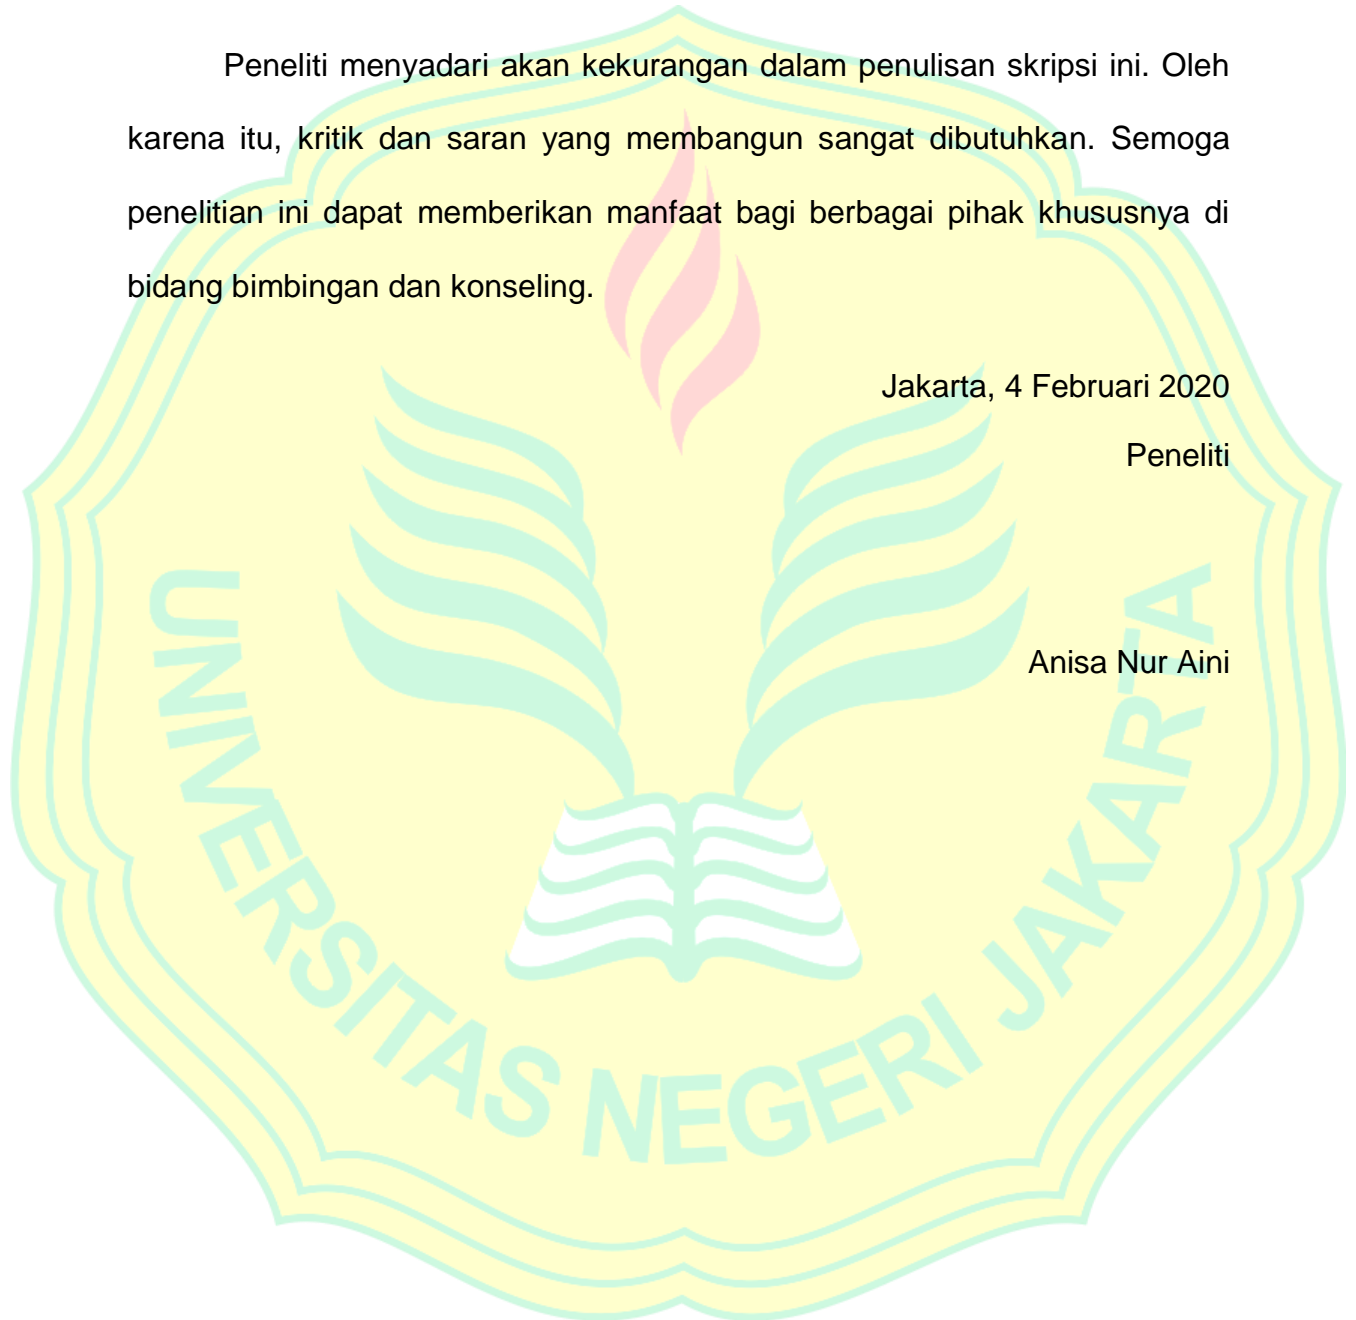 Peneliti menyadari akan kekurangan dalam penulisan skripsi ini. Oleh
karena itu, kritik dan saran yang membangun sangat dibutuhkan. Semoga
penelitian ini dapat memberikan manfaat bagi berbagai pihak khususnya di
bidang bimbingan dan konseling.
Jakarta, 4 Februari 2020
Peneliti
Anisa Nur Aini
UNIVERSITAS NEGERI JAKARTA